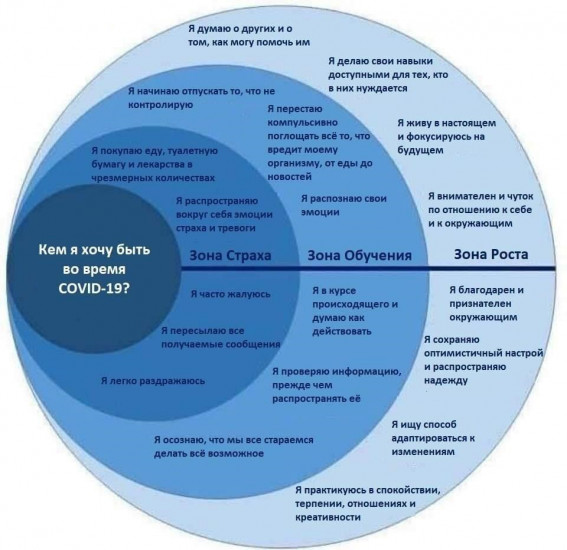 Я думаю о других и о
том, как могу помочь им
Я делаю свои навыки
доступными для тех, кто
в них нуждается
Я начинаю отпускать то, что не
контролирую
Я перестаю
компульсивно
поглощать всё то, что
вредит моему
организму, от еды до
новостей
Я живу в настоящем
и фокусируюсь на
будущем
Я покупаю еду, туалетную
бумагу и лекарства в
чрезмерных количествах
Я распространяю
вокруг себя эмоции
страха и тревоги
Я распознаю свои
эмоции
Я внимателен и чуток
по отношению к себе
и к окружающим
Кем я хочу быть
во время
COVID-19?
Зона Страха
Зона Обучения
Зона Роста
Я часто жалуюсь
Я в курсе
происходящего и
думаю как
действовать
Я благодарен и
признателен
окружающим
Я пересылаю все
получаемые сообщения
Я сохраняю
оптимистичный настрой
и распространяю
надежду
Я легко раздражаюсь
Я проверяю информацию,
прежде чем
распространять её
Я осознаю, что мы все стараемся
делать всё возможное
Я ищу способ
адаптироваться к
изменениям
Я практикуюсь в спокойствии,
терпении, отношениях и
креативности